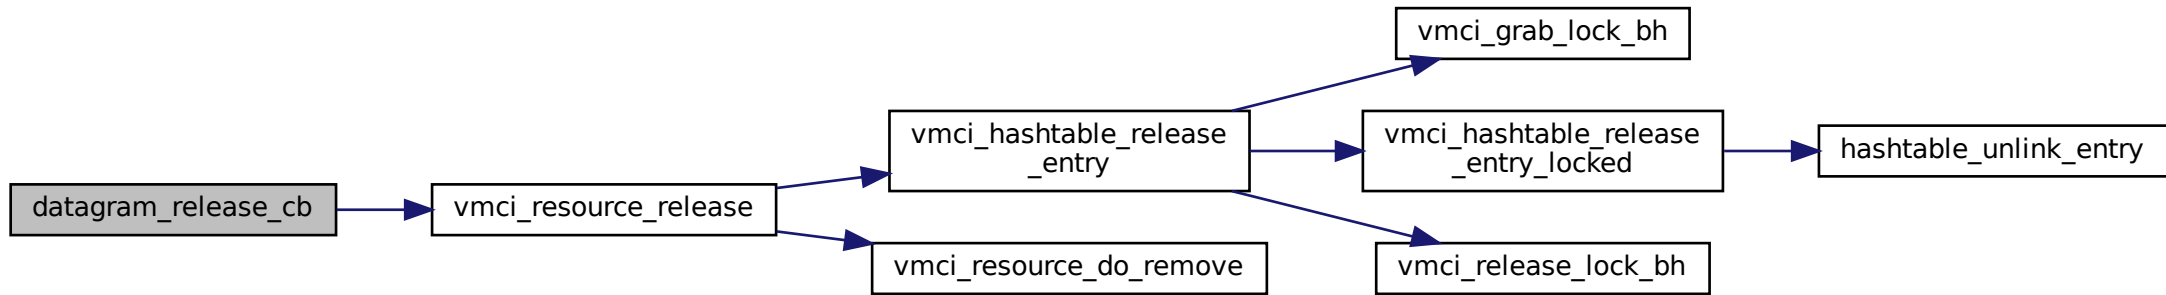 datagram_release_cb
vmci_resource_release
vmci_hashtable_release
_entry
vmci_resource_do_remove
vmci_grab_lock_bh
vmci_hashtable_release
_entry_locked
vmci_release_lock_bh
hashtable_unlink_entry